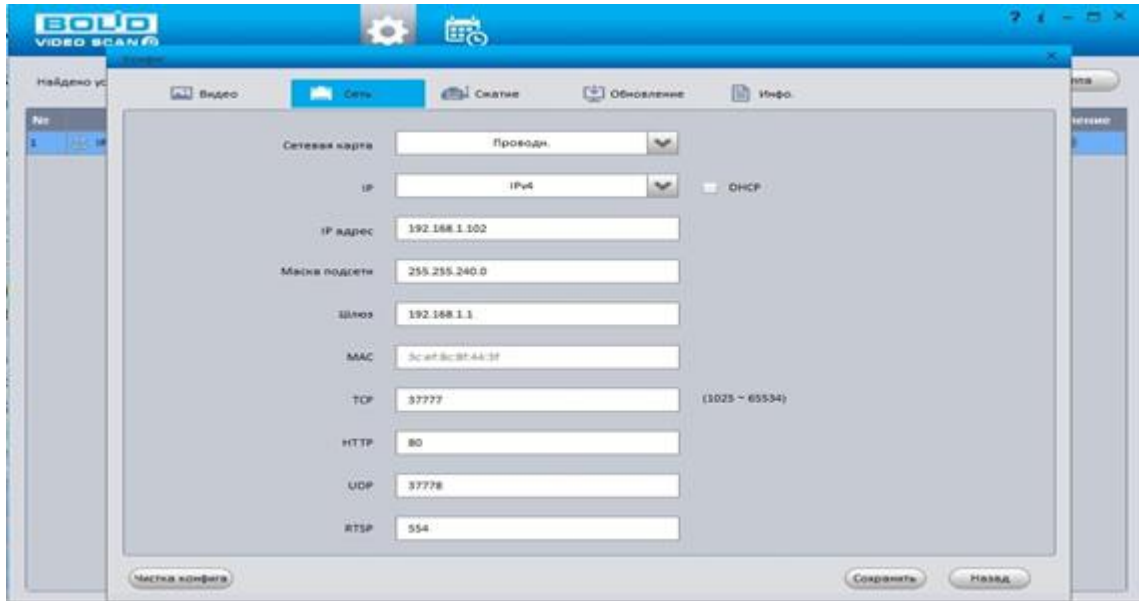 BOLID
VIDEO SCAN
? i
Найдено ус
Конфиг
Видео Сеть Сжатие Обновление Инфо.
№
1 IP
Сетевая карта Проводн.
IP IPv4 DHCP
IP адрес 192.168.1.102
Маска подсети 255.255.240.0
Шлюз 192.168.1.1
MAC
TCP 37777 (1025 ~ 65534)
HTTP 80
UDP 37778
RTSP 554
Чистка конфига Сохранить Назад